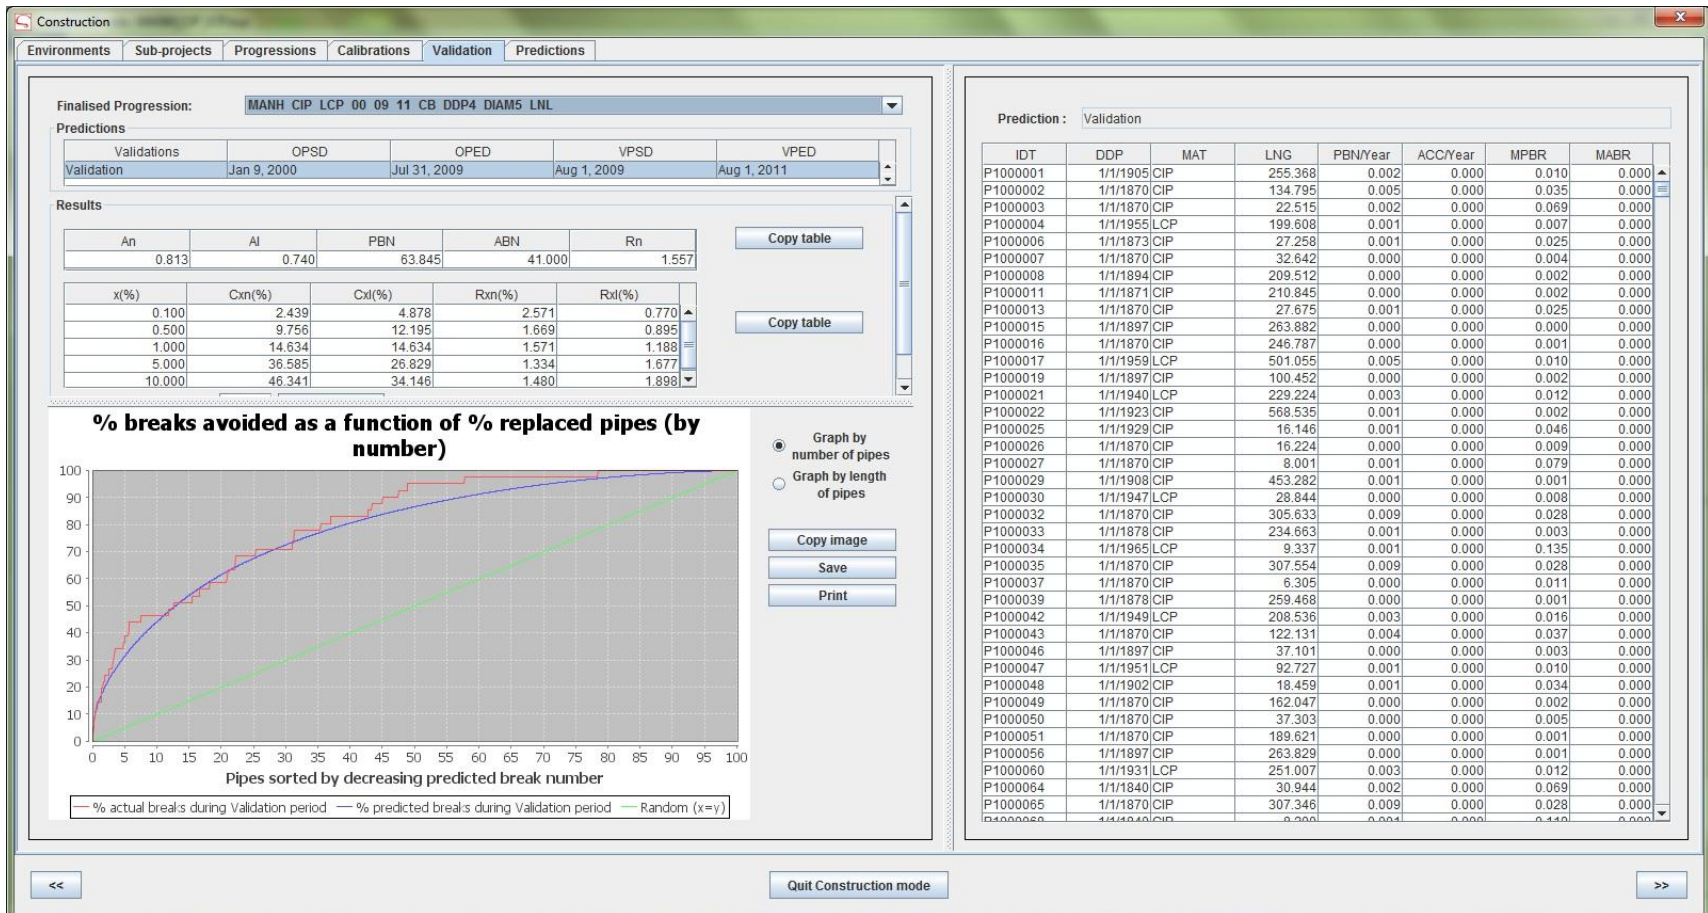 Construction
Environments Sub-projects Progressions Calibrations Validation Predictions
Finalised Progression: MANH CIP LCP 00 09 11 CB DDP4 DIAM5 LNL
Predictions
Validations OPSD OPED VPSD VPED
Validation Jan 9, 2000 Jul 31, 2009 Aug 1, 2009 Aug 1, 2011
Results
An Al PBN ABN Rn
0.813 0.740 63.845 41.000 1.557
Copy table
x(%) Cxn(%) Cxl(%) Rxn(%) Rxl(%)
0.100 2.439 4.878 2.571 0.770
0.500 9.756 12.195 1.669 0.895
1.000 14.634 14.634 1.571 1.188
5.000 36.585 26.829 1.334 1.677
10.000 46.341 34.146 1.480 1.898
Copy table
% breaks avoided as a function of % replaced pipes (by
number)
100
90
80
70
60
50
40
30
20
10
0
0 5 10 15 20 25 30 35 40 45 50 55 60 65 70 75 80 85 90 95 100
Pipes sorted by decreasing predicted break number
% actual breaks during Validation period % predicted breaks during Validation period Random (x=y)
Graph by
number of pipes
Graph by length
of pipes
Copy image
Save
Print
Prediction : Validation
IDT DDP MAT LNG PBN/Year ACC/Year MPBR MABR
P1000001 1/1/1905 CIP 255.368 0.002 0.000 0.010 0.000
P1000002 1/1/1870 CIP 134.795 0.005 0.000 0.035 0.000
P1000003 1/1/1870 CIP 22.515 0.002 0.000 0.069 0.000
P1000004 1/1/1955 LCP 199.608 0.001 0.000 0.007 0.000
P1000006 1/1/1873 CIP 27.258 0.001 0.000 0.025 0.000
P1000007 1/1/1870 CIP 32.642 0.000 0.000 0.004 0.000
P1000008 1/1/1894 CIP 209.512 0.000 0.000 0.002 0.000
P1000011 1/1/1871 CIP 210.845 0.000 0.000 0.002 0.000
P1000013 1/1/1870 CIP 27.675 0.001 0.000 0.025 0.000
P1000015 1/1/1897 CIP 263.882 0.000 0.000 0.000 0.000
P1000016 1/1/1870 CIP 246.787 0.000 0.000 0.001 0.000
P1000017 1/1/1959 LCP 501.055 0.005 0.000 0.010 0.000
P1000019 1/1/1897 CIP 100.452 0.000 0.000 0.002 0.000
P1000021 1/1/1940 LCP 229.224 0.003 0.000 0.012 0.000
P1000022 1/1/1923 CIP 568.535 0.001 0.000 0.002 0.000
P1000025 1/1/1929 CIP 16.146 0.001 0.000 0.046 0.000
P1000026 1/1/1870 CIP 16.224 0.000 0.000 0.009 0.000
P1000027 1/1/1870 CIP 8.001 0.001 0.000 0.079 0.000
P1000029 1/1/1908 CIP 453.282 0.001 0.000 0.001 0.000
P1000030 1/1/1947 LCP 28.844 0.000 0.000 0.008 0.000
P1000032 1/1/1870 CIP 305.633 0.009 0.000 0.028 0.000
P1000033 1/1/1878 CIP 234.663 0.001 0.000 0.003 0.000
P1000034 1/1/1965 LCP 9.337 0.001 0.000 0.135 0.000
P1000035 1/1/1870 CIP 307.554 0.009 0.000 0.028 0.000
P1000037 1/1/1870 CIP 6.305 0.000 0.000 0.011 0.000
P1000039 1/1/1878 CIP 259.468 0.000 0.000 0.001 0.000
P1000042 1/1/1949 LCP 208.536 0.003 0.000 0.016 0.000
P1000043 1/1/1870 CIP 122.131 0.004 0.000 0.037 0.000
P1000046 1/1/1897 CIP 37.101 0.000 0.000 0.003 0.000
P1000047 1/1/1951 LCP 92.727 0.001 0.000 0.010 0.000
P1000048 1/1/1902 CIP 18.459 0.001 0.000 0.034 0.000
P1000049 1/1/1870 CIP 162.047 0.000 0.000 0.002 0.000
P1000050 1/1/1870 CIP 37.303 0.000 0.000 0.005 0.000
P1000051 1/1/1870 CIP 189.621 0.000 0.000 0.001 0.000
P1000056 1/1/1897 CIP 263.829 0.000 0.000 0.001 0.000
P1000060 1/1/1931 LCP 251.007 0.003 0.000 0.012 0.000
P1000064 1/1/1840 CIP 30.944 0.002 0.000 0.069 0.000
P1000065 1/1/1870 CIP 307.346 0.009 0.000 0.028 0.000
<< Quit Construction mode >>